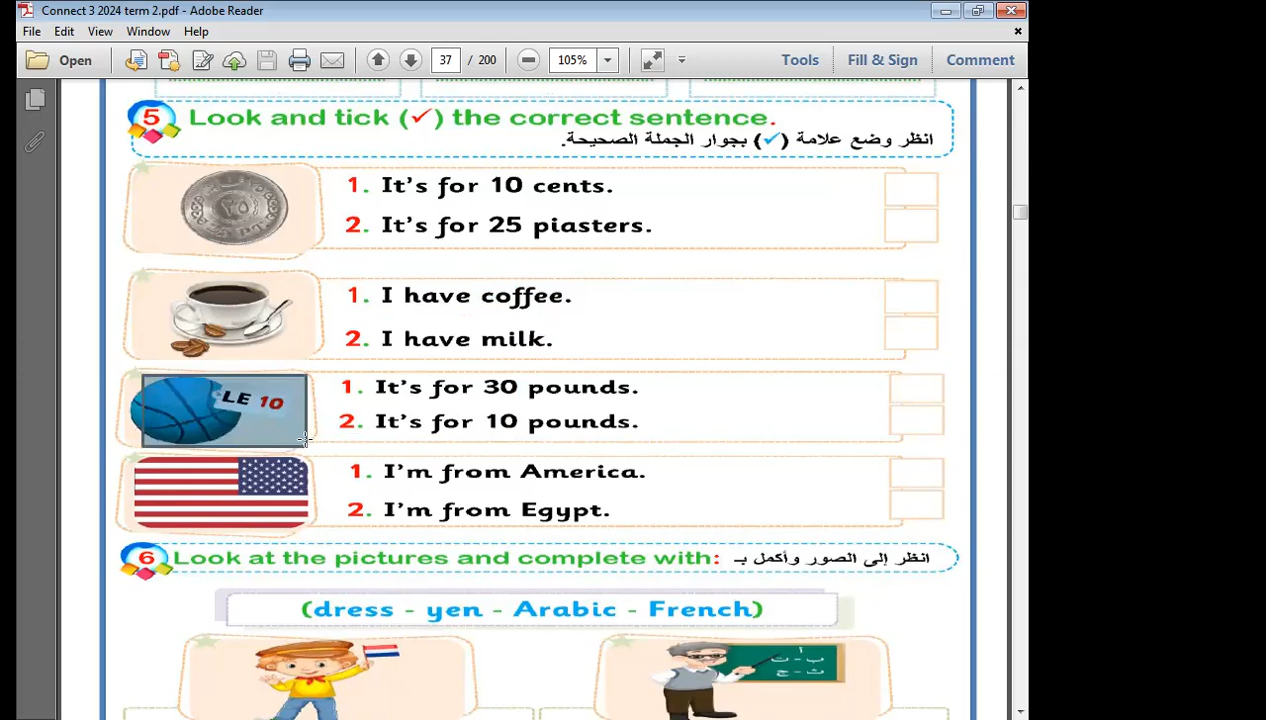 Connect 3 2024 term 2.pdf - Adobe Reader
File Edit View Window Help
Open 37 / 200 105% Tools Fill & Sign Comment
5 Look and tick (✓) the correct sentence.
انظر وضع علامة (✓) بجوار الجملة الصحيحة.
1. It's for 10 cents.
2. It's for 25 piasters.
٢٥
1. I have coffee.
2. I have milk.
LE 10
1. It's for 30 pounds.
2. It's for 10 pounds.
1. I'm from America.
2. I'm from Egypt.
6 Look at the pictures and complete with: انظر إلى الصور وأكمل بـ
(dress - yen - Arabic - French)
أ
ب - ت
ث - ج